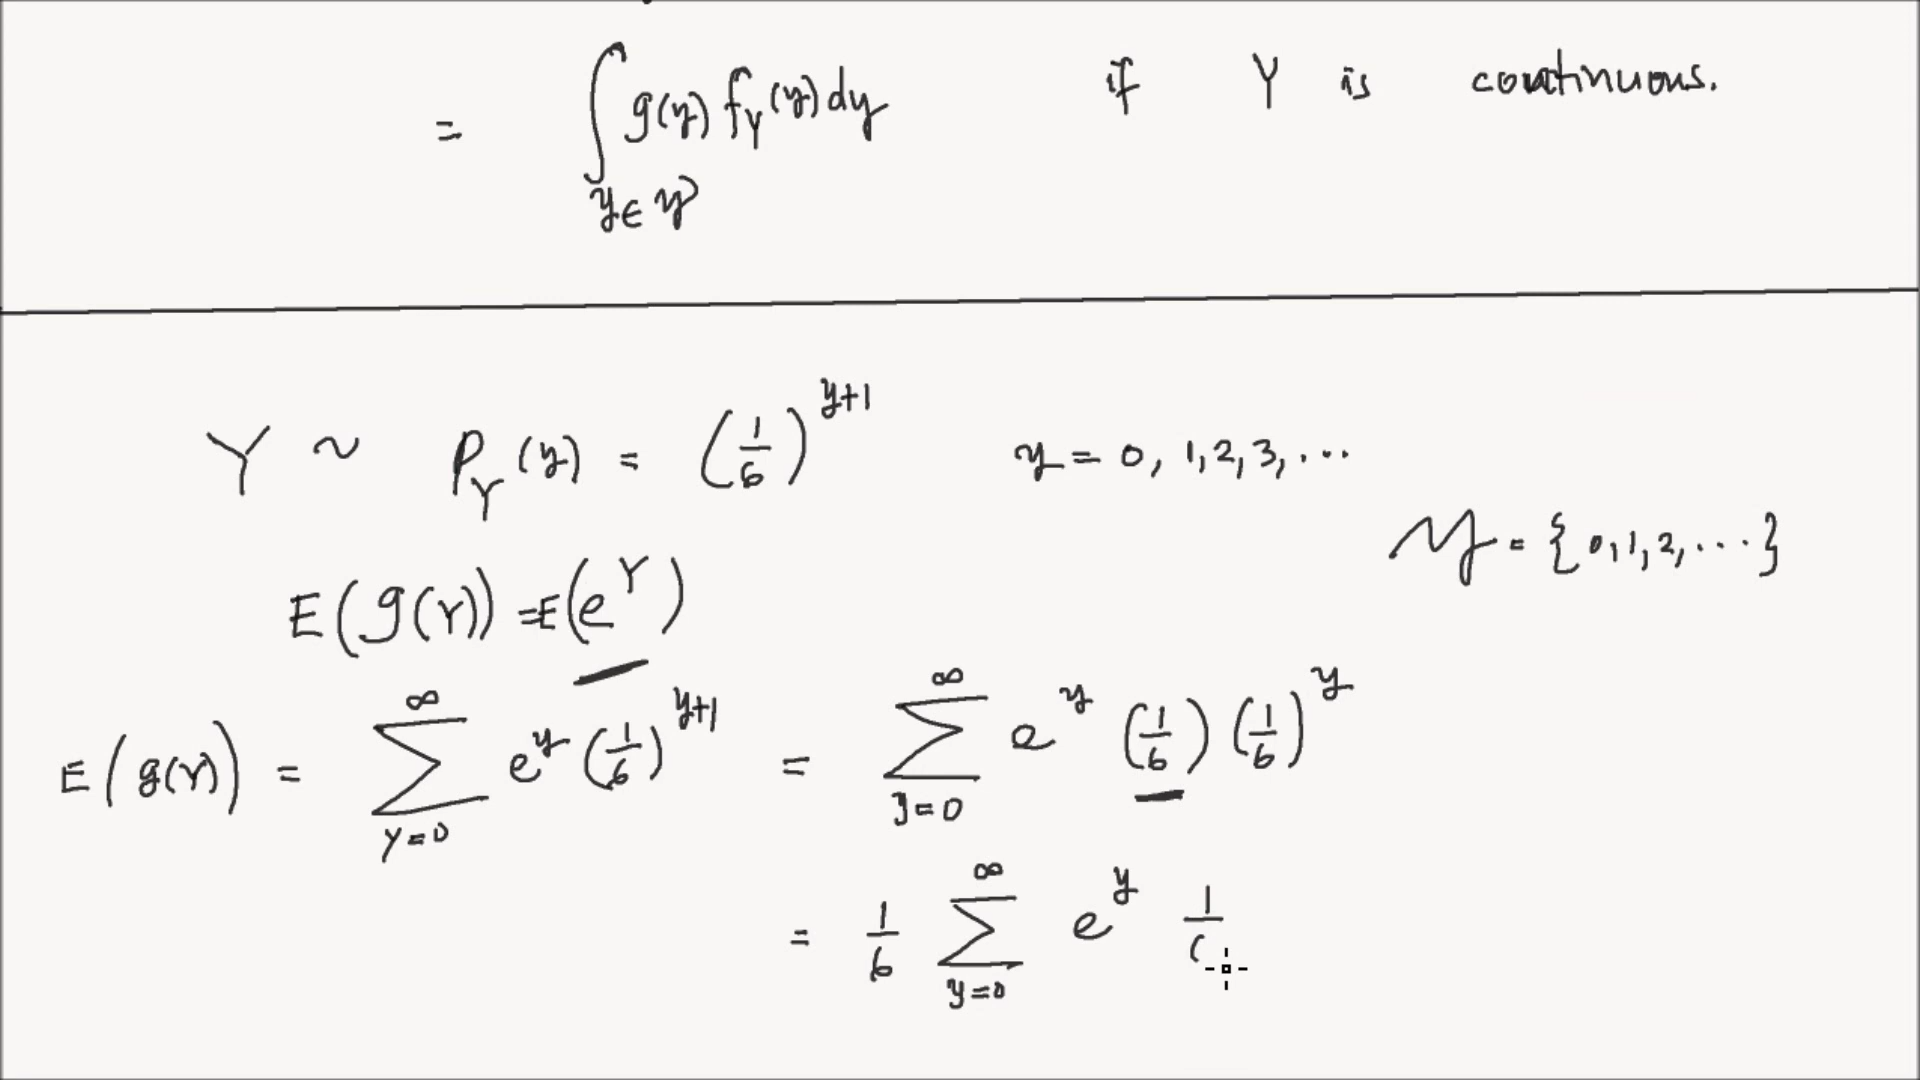 = ∫_{y∈𝒴} g(y) f_Y(y) dy if Y is continuous.
Y ~ P_Y(y) = (1/6)^{y+1} y = 0, 1, 2, 3, ...
𝒴 = {0, 1, 2, ...}
E(g(Y)) = E(e^Y)
E(g(Y)) = ∑_{y=0}^{∞} e^y (1/6)^{y+1} = ∑_{y=0}^{∞} e^y (1/6) (1/6)^y
= 1/6 ∑_{y=0}^{∞} e^y 1/